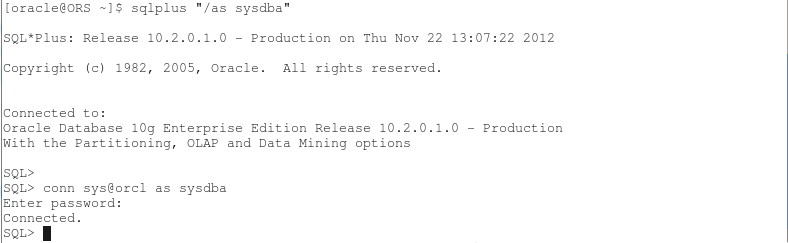 [oracle@ORS ~]$ sqlplus "/as sysdba"
SQL*Plus: Release 10.2.0.1.0 - Production on Thu Nov 22 13:07:22 2012
Copyright (c) 1982, 2005, Oracle.  All rights reserved.
Connected to:
Oracle Database 10g Enterprise Edition Release 10.2.0.1.0 - Production
With the Partitioning, OLAP and Data Mining options
SQL>
SQL> conn sys@orcl as sysdba
Enter password:
Connected.
SQL>